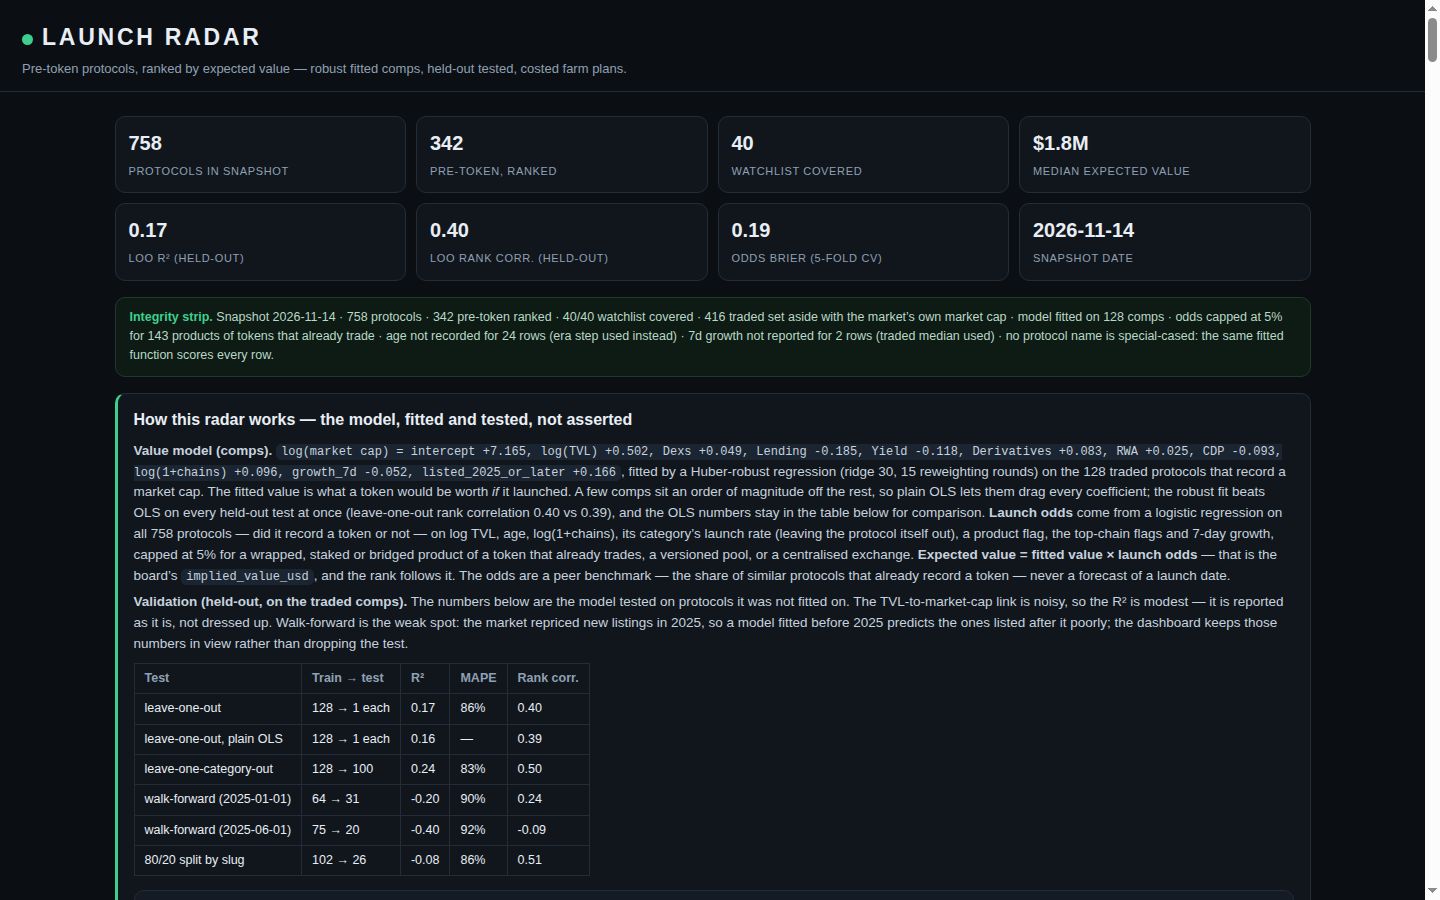 LAUNCH RADAR
Pre-token protocols, ranked by expected value — robust fitted comps, held-out tested, costed farm plans.
758
PROTOCOLS IN SNAPSHOT
342
PRE-TOKEN, RANKED
40
WATCHLIST COVERED
$1.8M
MEDIAN EXPECTED VALUE
0.17
LOO R² (HELD-OUT)
0.40
LOO RANK CORR. (HELD-OUT)
0.19
ODDS BRIER (5-FOLD CV)
2026-11-14
SNAPSHOT DATE
Integrity strip. Snapshot 2026-11-14 · 758 protocols · 342 pre-token ranked · 40/40 watchlist covered · 416 traded set aside with the market's own market cap · model fitted on 128 comps · odds capped at 5%
for 143 products of tokens that already trade · age not recorded for 24 rows (era step used instead) · 7d growth not reported for 2 rows (traded median used) · no protocol name is special-cased: the same fitted
function scores every row.
How this radar works — the model, fitted and tested, not asserted
Value model (comps). log(market cap) = intercept +7.165, log(TVL) +0.502, Dexs +0.049, Lending -0.185, Yield -0.118, Derivatives +0.083, RWA +0.025, CDP -0.093,
log(1+chains) +0.096, growth_7d -0.052, listed_2025_or_later +0.166, fitted by a Huber-robust regression (ridge 30, 15 reweighting rounds) on the 128 traded protocols that record a
market cap. The fitted value is what a token would be worth if it launched. A few comps sit an order of magnitude off the rest, so plain OLS lets them drag every coefficient; the robust fit beats
OLS on every held-out test at once (leave-one-out rank correlation 0.40 vs 0.39), and the OLS numbers stay in the table below for comparison. Launch odds come from a logistic regression on
all 758 protocols — did it record a token or not — on log TVL, age, log(1+chains), its category's launch rate (leaving the protocol itself out), a product flag, the top-chain flags and 7-day growth,
capped at 5% for a wrapped, staked or bridged product of a token that already trades, a versioned pool, or a centralised exchange. Expected value = fitted value × launch odds — that is the
board's implied_value_usd, and the rank follows it. The odds are a peer benchmark — the share of similar protocols that already record a token — never a forecast of a launch date.
Validation (held-out, on the traded comps). The numbers below are the model tested on protocols it was not fitted on. The TVL-to-market-cap link is noisy, so the R² is modest — it is reported
as it is, not dressed up. Walk-forward is the weak spot: the market repriced new listings in 2025, so a model fitted before 2025 predicts the ones listed after it poorly; the dashboard keeps those
numbers in view rather than dropping the test.
Test Train → test R² MAPE Rank corr.
leave-one-out 128 → 1 each 0.17 86% 0.40
leave-one-out, plain OLS 128 → 1 each 0.16 — 0.39
leave-one-category-out 128 → 100 0.24 83% 0.50
walk-forward (2025-01-01) 64 → 31 -0.20 90% 0.24
walk-forward (2025-06-01) 75 → 20 -0.40 92% -0.09
80/20 split by slug 102 → 26 -0.08 86% 0.51